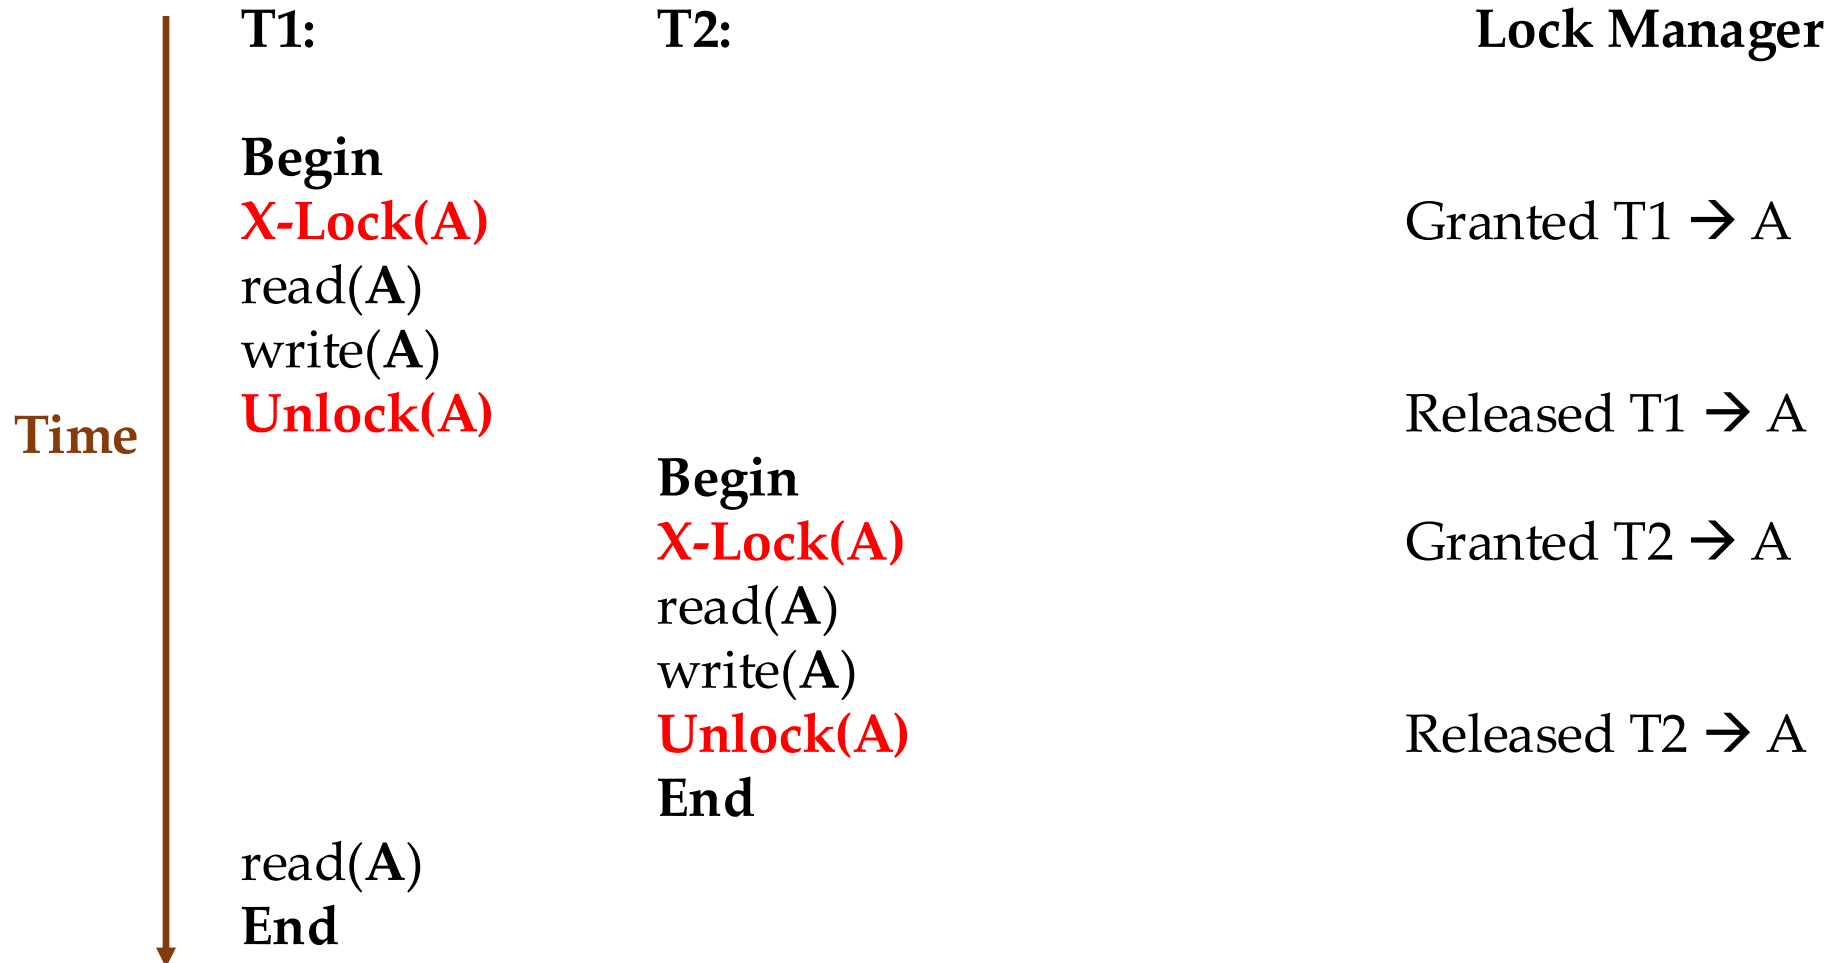 T1: T2: Lock Manager
Begin
X-Lock(A) Granted T1 → A
read(A)
write(A)
Unlock(A) Released T1 → A
Time
Begin
X-Lock(A) Granted T2 → A
read(A)
write(A)
Unlock(A) Released T2 → A
End
read(A)
End